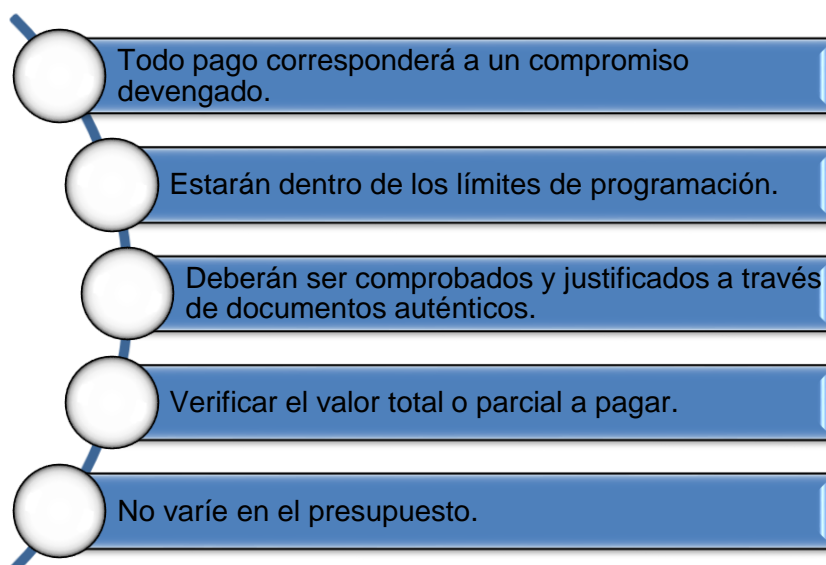 Todo pago corresponderá a un compromiso
devengado.
Estarán dentro de los límites de programación.
Deberán ser comprobados y justificados a través
de documentos auténticos.
Verificar el valor total o parcial a pagar.
No varíe en el presupuesto.